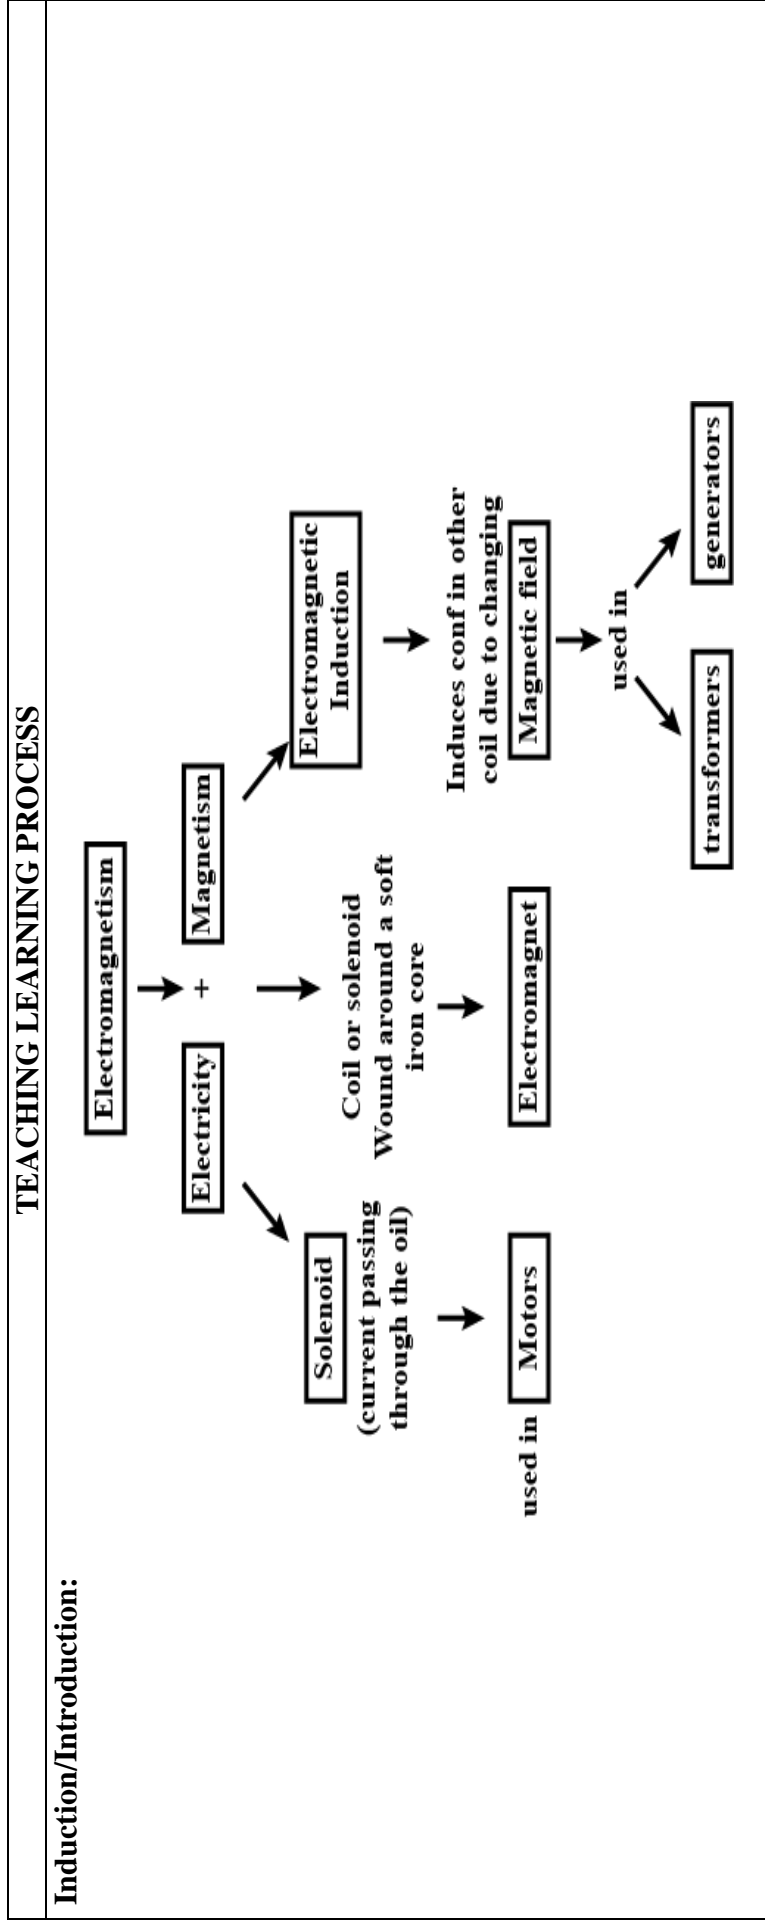 TEACHING LEARNING PROCESS
Induction/Introduction:
Electromagnetism
Electricity
+
Magnetism
Solenoid
(current passing
through the oil)
used in
Motors
Coil or solenoid
Wound around a soft
iron core
Electromagnet
Electromagnetic
Induction
Induces conf in other
coil due to changing
Magnetic field
used in
transformers
generators